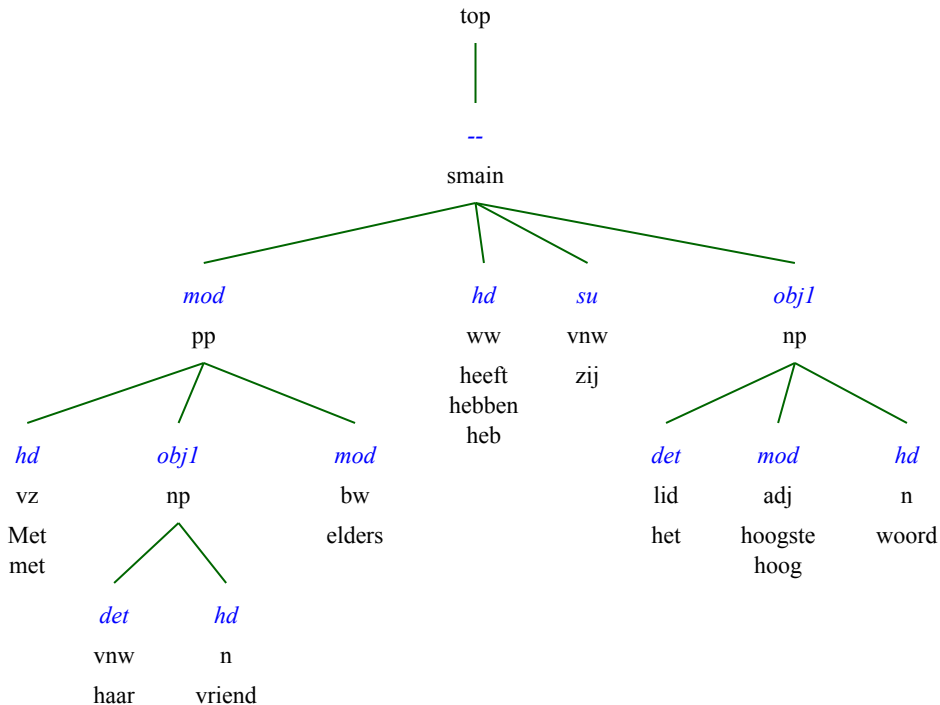 top
--
smain
mod hd su obj1
pp ww vnw np
heeft zij
hebben
heb
hd obj1 mod det mod hd
vz np bw lid adj n
Met elders het hoogste woord
met hoog
det hd
vnw n
haar vriend